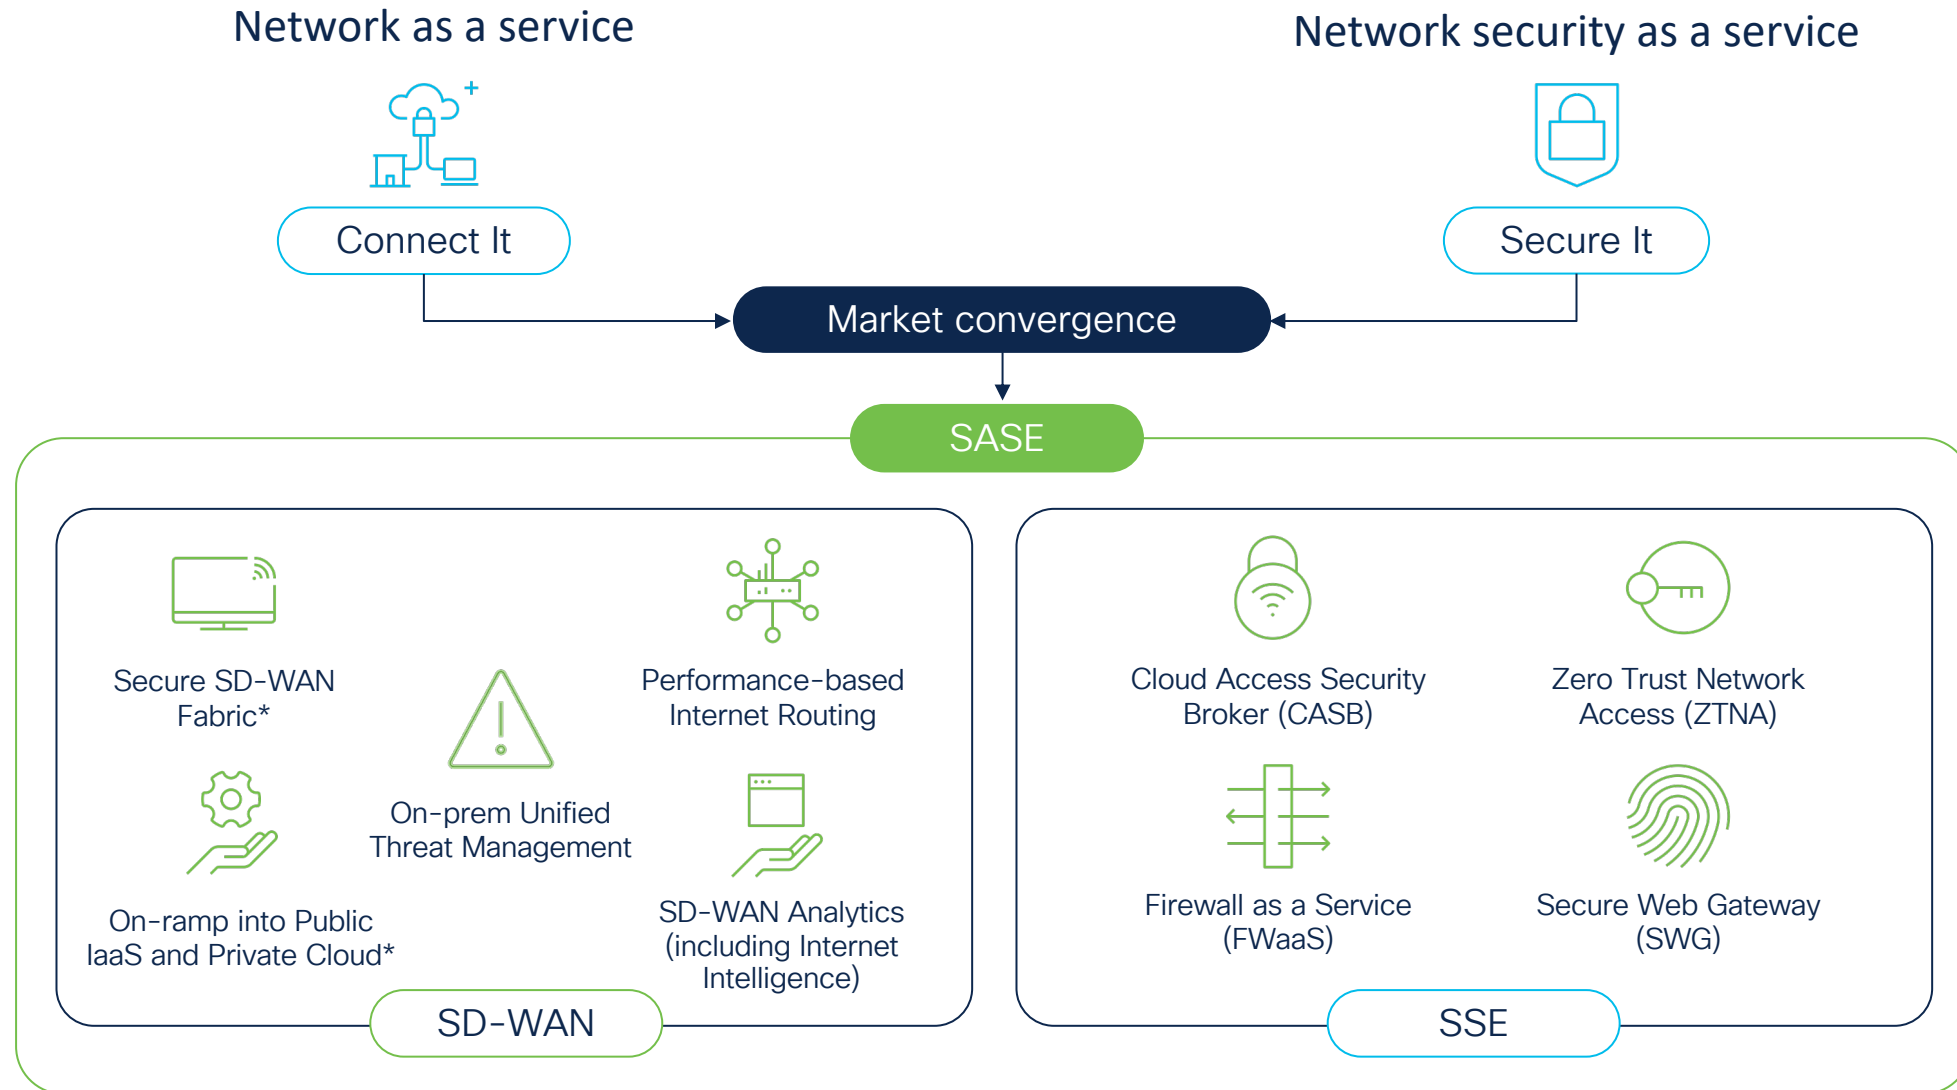 Network as a service
Network security as a service
Connect It
Secure It
Market convergence
SASE
Secure SD-WAN
Fabric*
Performance-based
Internet Routing
On-prem Unified
Threat Management
On-ramp into Public
IaaS and Private Cloud*
SD-WAN Analytics
(including Internet
Intelligence)
SD-WAN
Cloud Access Security
Broker (CASB)
Zero Trust Network
Access (ZTNA)
Firewall as a Service
(FWaaS)
Secure Web Gateway
(SWG)
SSE